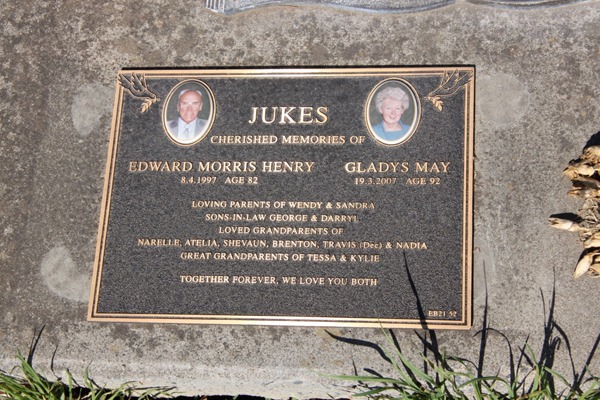 JUKES
CHERISHED MEMORIES OF
EDWARD MORRIS HENRY GLADYS MAY
8.4.1997 AGE 82 19.3.2007 AGE 92
LOVING PARENTS OF WENDY & SANDRA
SONS-IN-LAW GEORGE & DARRYL
LOVED GRANDPARENTS OF
NARELLE, ATELIA, SHEVAUN, BRENTON, TRAVIS (Dec) & NADIA
GREAT GRANDPARENTS OF TESSA & KYLIE
TOGETHER FOREVER, WE LOVE YOU BOTH
EB21 52